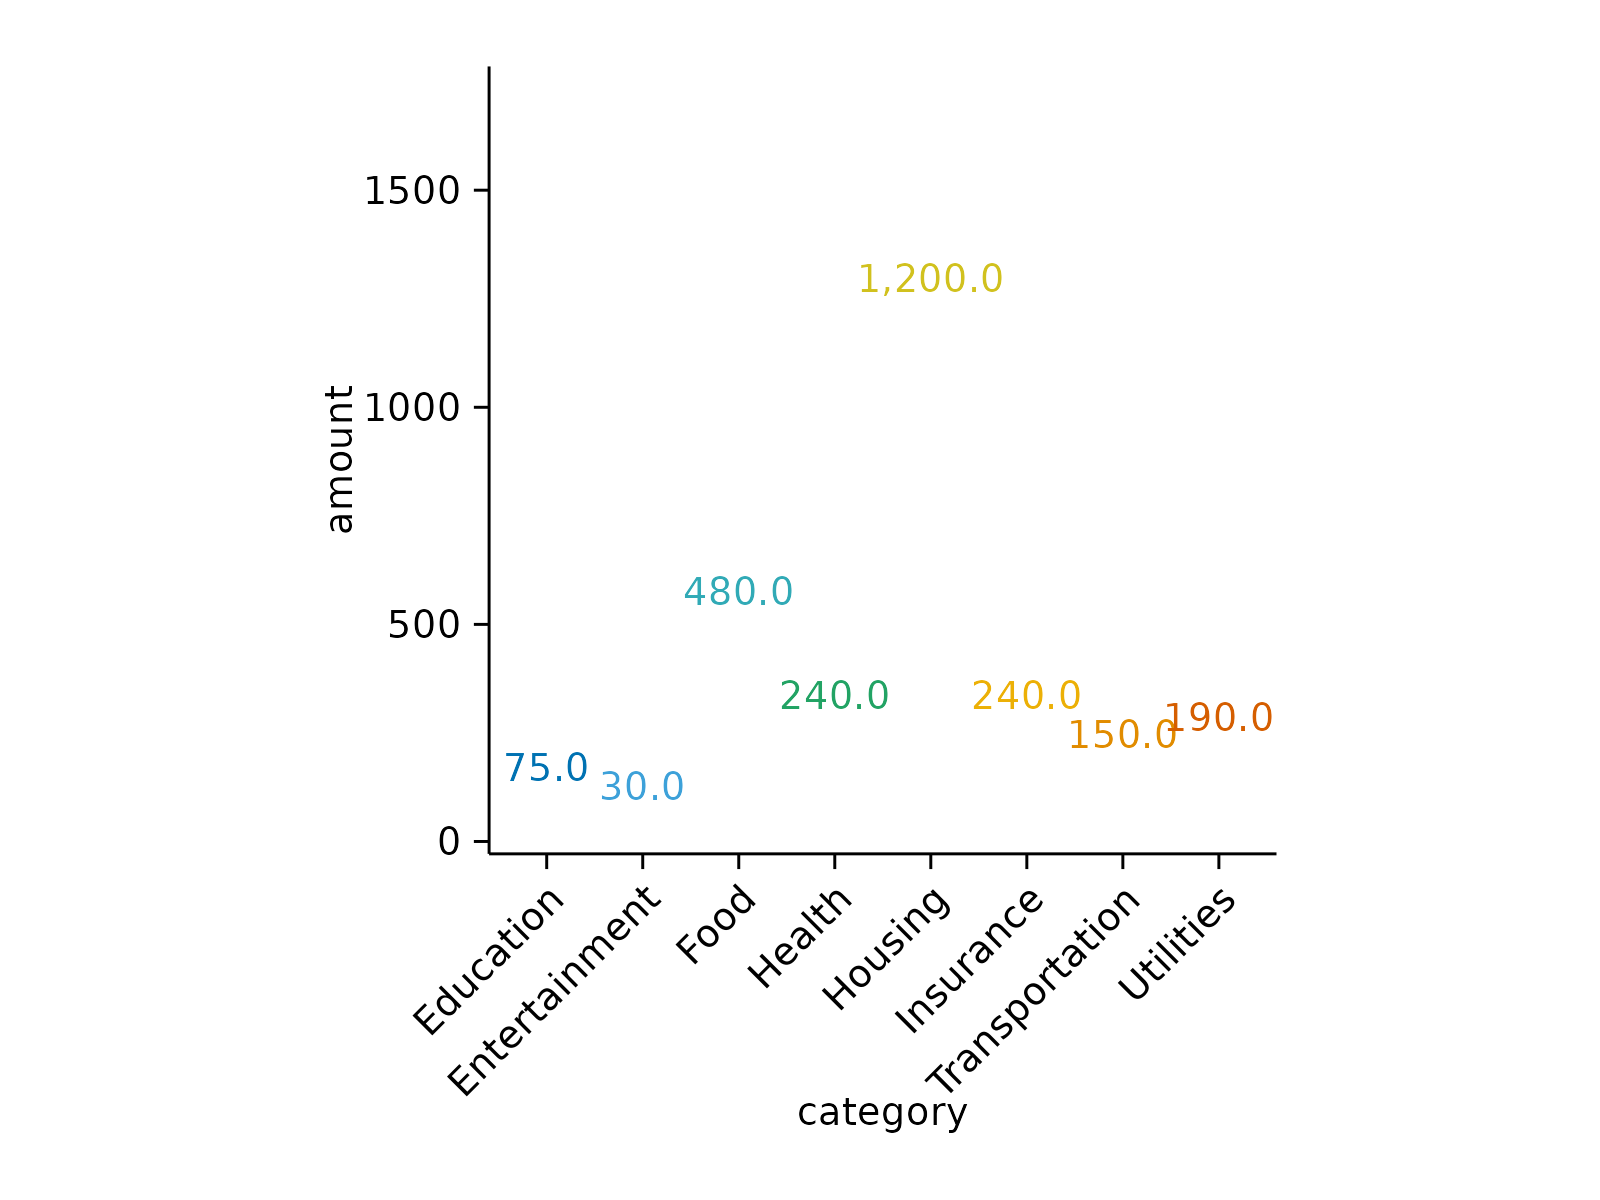 1500
1,200.0
1000
amount
480.0
500
240.0
240.0
190.0
150.0
75.0
30.0
0
Education
Entertainment
Food
Health
Housing
Insurance
Transportation
Utilities
category